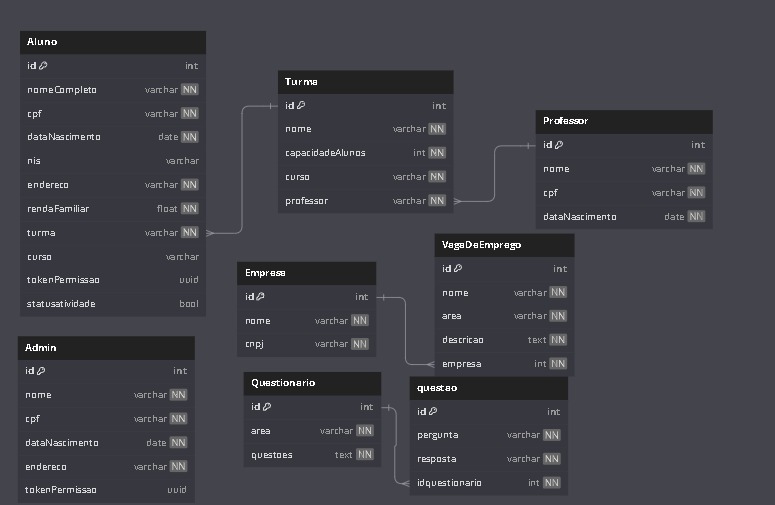 Aluno
id int
nomeCompleto varchar NN
cpf varchar NN
dataNascimento date NN
nis varchar
endereco varchar NN
rendaFamiliar float NN
turma varchar NN
curso varchar
tokenPermissao uuid
statusatividade bool
Turma
id int
nome varchar NN
capacidadeAlunos int NN
curso varchar NN
professor varchar NN
Professor
id int
nome varchar NN
cpf varchar NN
dataNascimento date NN
VagaDeEmprego
id int
nome varchar NN
area varchar NN
descricao text NN
empresa int NN
Empresa
id int
nome varchar NN
cnpj varchar NN
Admin
id int
nome varchar NN
cpf varchar NN
dataNascimento date NN
endereco varchar NN
tokenPermissao uuid
Questionario
id int
area varchar NN
questoes text NN
questao
id int
pergunta varchar NN
resposta varchar NN
idquestionario int NN